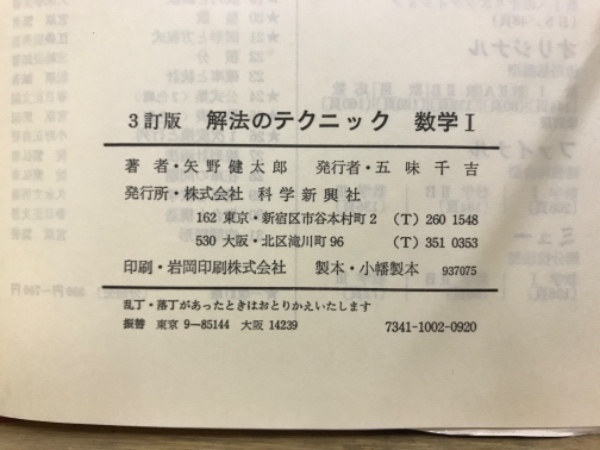 3訂版 解法のテクニック 数学Ⅰ
著者・矢野健太郎 発行者・五味千吉
発行所・株式会社 科学新興社
162 東京・新宿区市谷本村町2 (T) 260 1548
530 大阪・北区滝川町96 (T) 351 0353
印刷・岩岡印刷株式会社 製本・小幡製本 937075
乱丁・落丁があったときはおとりかえいたします
振替 東京 9—85144 大阪 14239 7341-1002-0920